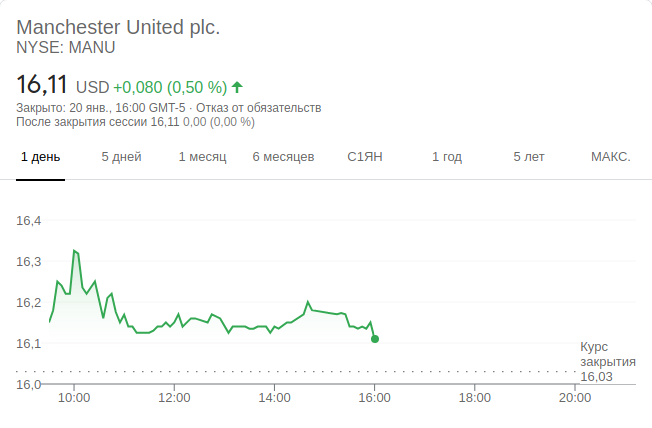 Manchester United plc.
NYSE: MANU
16,11 USD +0,080 (0,50 %)
Закрыто: 20 янв., 16:00 GMT-5 · Отказ от обязательств
После закрытия сессии 16,11 0,00 (0,00 %)
1 день 5 дней 1 месяц 6 месяцев С1ЯН 1 год 5 лет МАКС.
16,4
16,3
16,2
16,1
Курс
закрытия
16,03
16,0
10:00 12:00 14:00 16:00 18:00 20:00